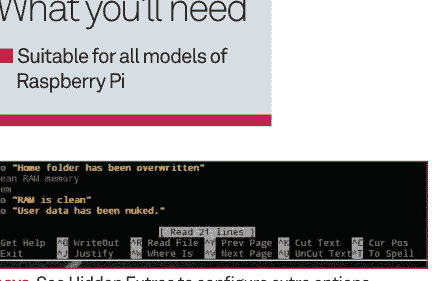 What you'll need
Suitable for all models of
Raspberry Pi
"Home folder has been overwritten"
RAM memory
"RAM is clean"
"User data has been nuked."
[ Read 21 lines ]
Get Help ^O WriteOut ^R Read File ^Y Prev Page ^K Cut Text ^C Cur Pos
Exit ^J Justify ^W Where Is ^V Next Page ^U UnCut Text ^T To Spell
See Hidden Extras to configure extra options